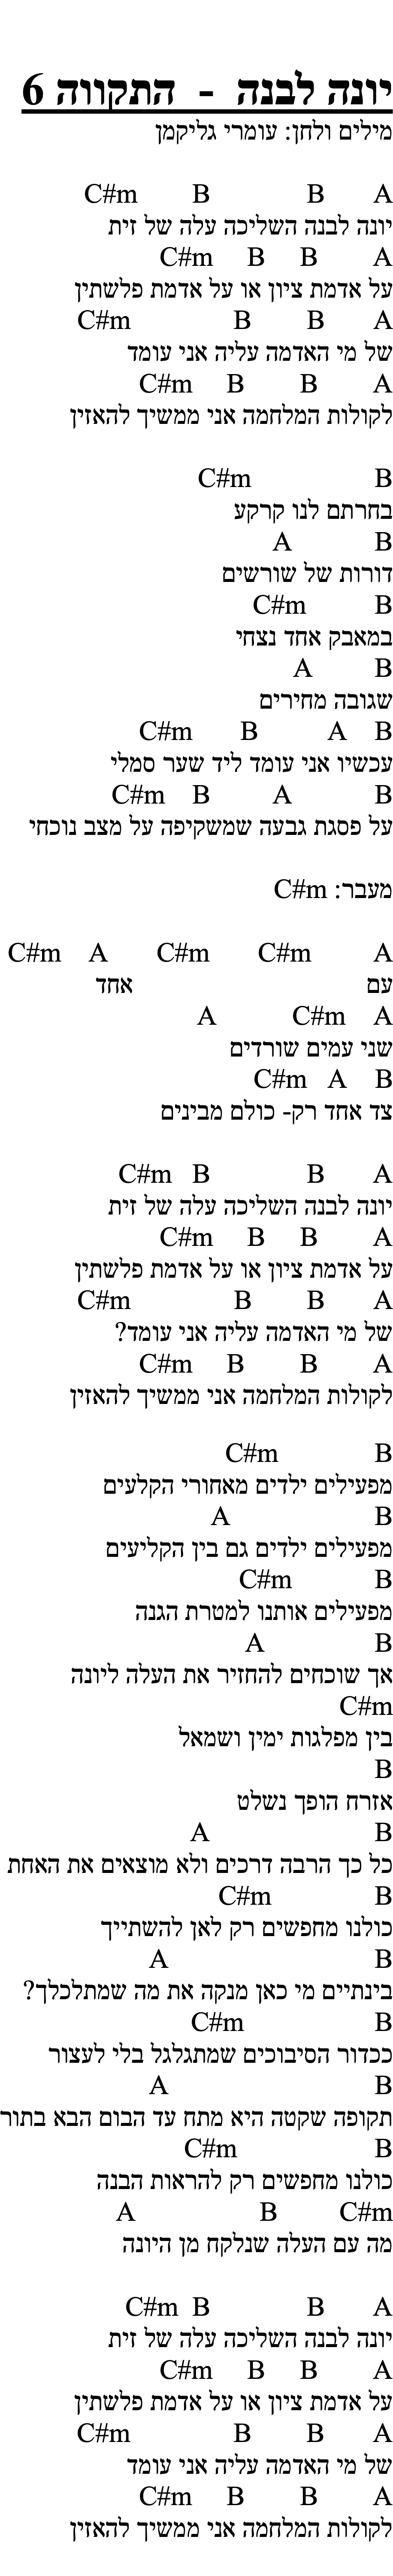 יונה לבנה - התקווה 6
מילים ולחן: עומרי גליקמן
A B B C#m
יונה לבנה השליכה עלה של זית
A B B C#m
על אדמת ציון או על אדמת פלשתין
A B B C#m
של מי האדמה עליה אני עומד
A B B C#m
לקולות המלחמה אני ממשיך להאזין
B C#m
בחרתם לנו קרקע
B A
דורות של שורשים
B C#m
במאבק אחד נצחי
B A
שגובה מחירים
B A B C#m
עכשיו אני עומד ליד שער סמלי
B A B C#m
על פסגת גבעה שמשקיפה על מצב נוכחי
מעבר: C#m
A C#m C#m A C#m
עם אחד
A C#m A
שני עמים שורדים
B A C#m
צד אחד רק- כולם מבינים
A B B C#m
יונה לבנה השליכה עלה של זית
A B B C#m
על אדמת ציון או על אדמת פלשתין
A B B C#m
של מי האדמה עליה אני עומד?
A B B C#m
לקולות המלחמה אני ממשיך להאזין
B C#m
מפעילים ילדים מאחורי הקלעים
B A
מפעילים ילדים גם בין הקליעים
B C#m
מפעילים אותנו למטרת הגנה
B A
אך שוכחים להחזיר את העלה ליונה
C#m
בין מפלגות ימין ושמאל
B
אזרח הופך נשלט
B A
כל כך הרבה דרכים ולא מוצאים את האחת
B C#m
כולנו מחפשים רק לאן להשתייך
B A
בינתיים מי כאן מנקה את מה שמתלכלך?
B C#m
ככדור הסיבוכים שמתגלגל בלי לעצור
B A
תקופה שקטה היא מתח עד הבום הבא בתור
B C#m
כולנו מחפשים רק להראות הבנה
C#m B A
מה עם העלה שנלקח מן היונה
A B B C#m
יונה לבנה השליכה עלה של זית
A B B C#m
על אדמת ציון או על אדמת פלשתין
A B B C#m
של מי האדמה עליה אני עומד
A B B C#m
לקולות המלחמה אני ממשיך להאזין